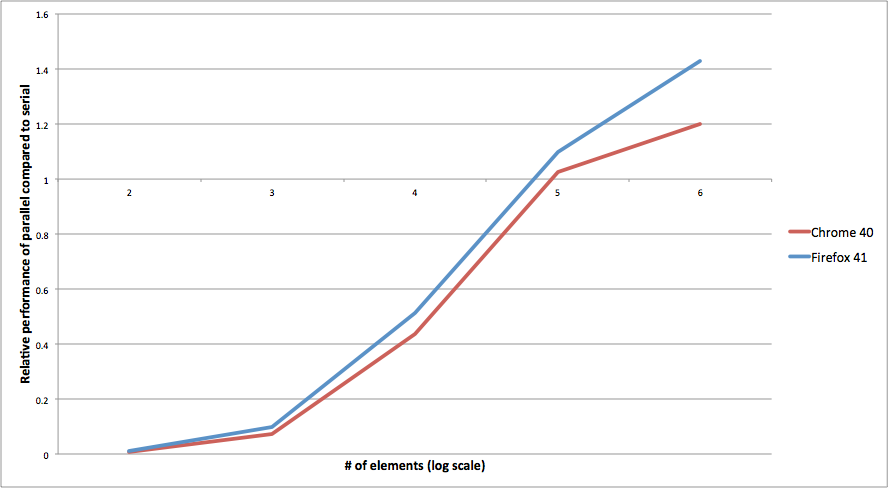 1.6
1.4
1.2
1
0.8
0.6
0.4
0.2
0
Relative performance of parallel compared to serial
2 3 4 5 6
# of elements (log scale)
Chrome 40
Firefox 41